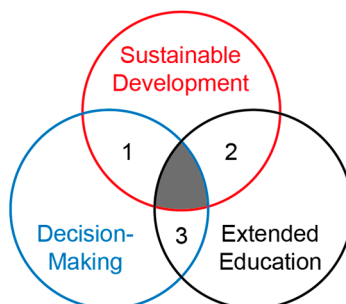 Sustainable
Development
1
2
3
Decision-
Making
Extended
Education